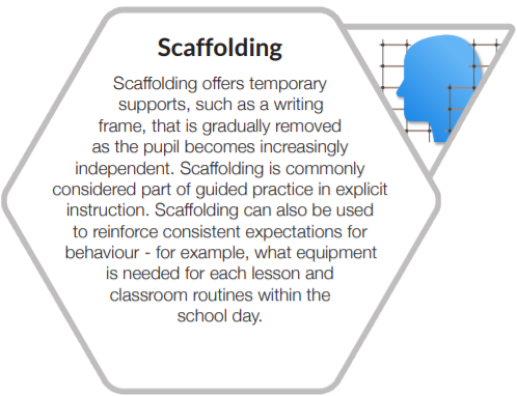 Scaffolding
Scaffolding offers temporary
supports, such as a writing
frame, that is gradually removed
as the pupil becomes increasingly
independent. Scaffolding is commonly
considered part of guided practice in explicit
instruction. Scaffolding can also be used
to reinforce consistent expectations for
behaviour - for example, what equipment
is needed for each lesson and
classroom routines within the
school day.